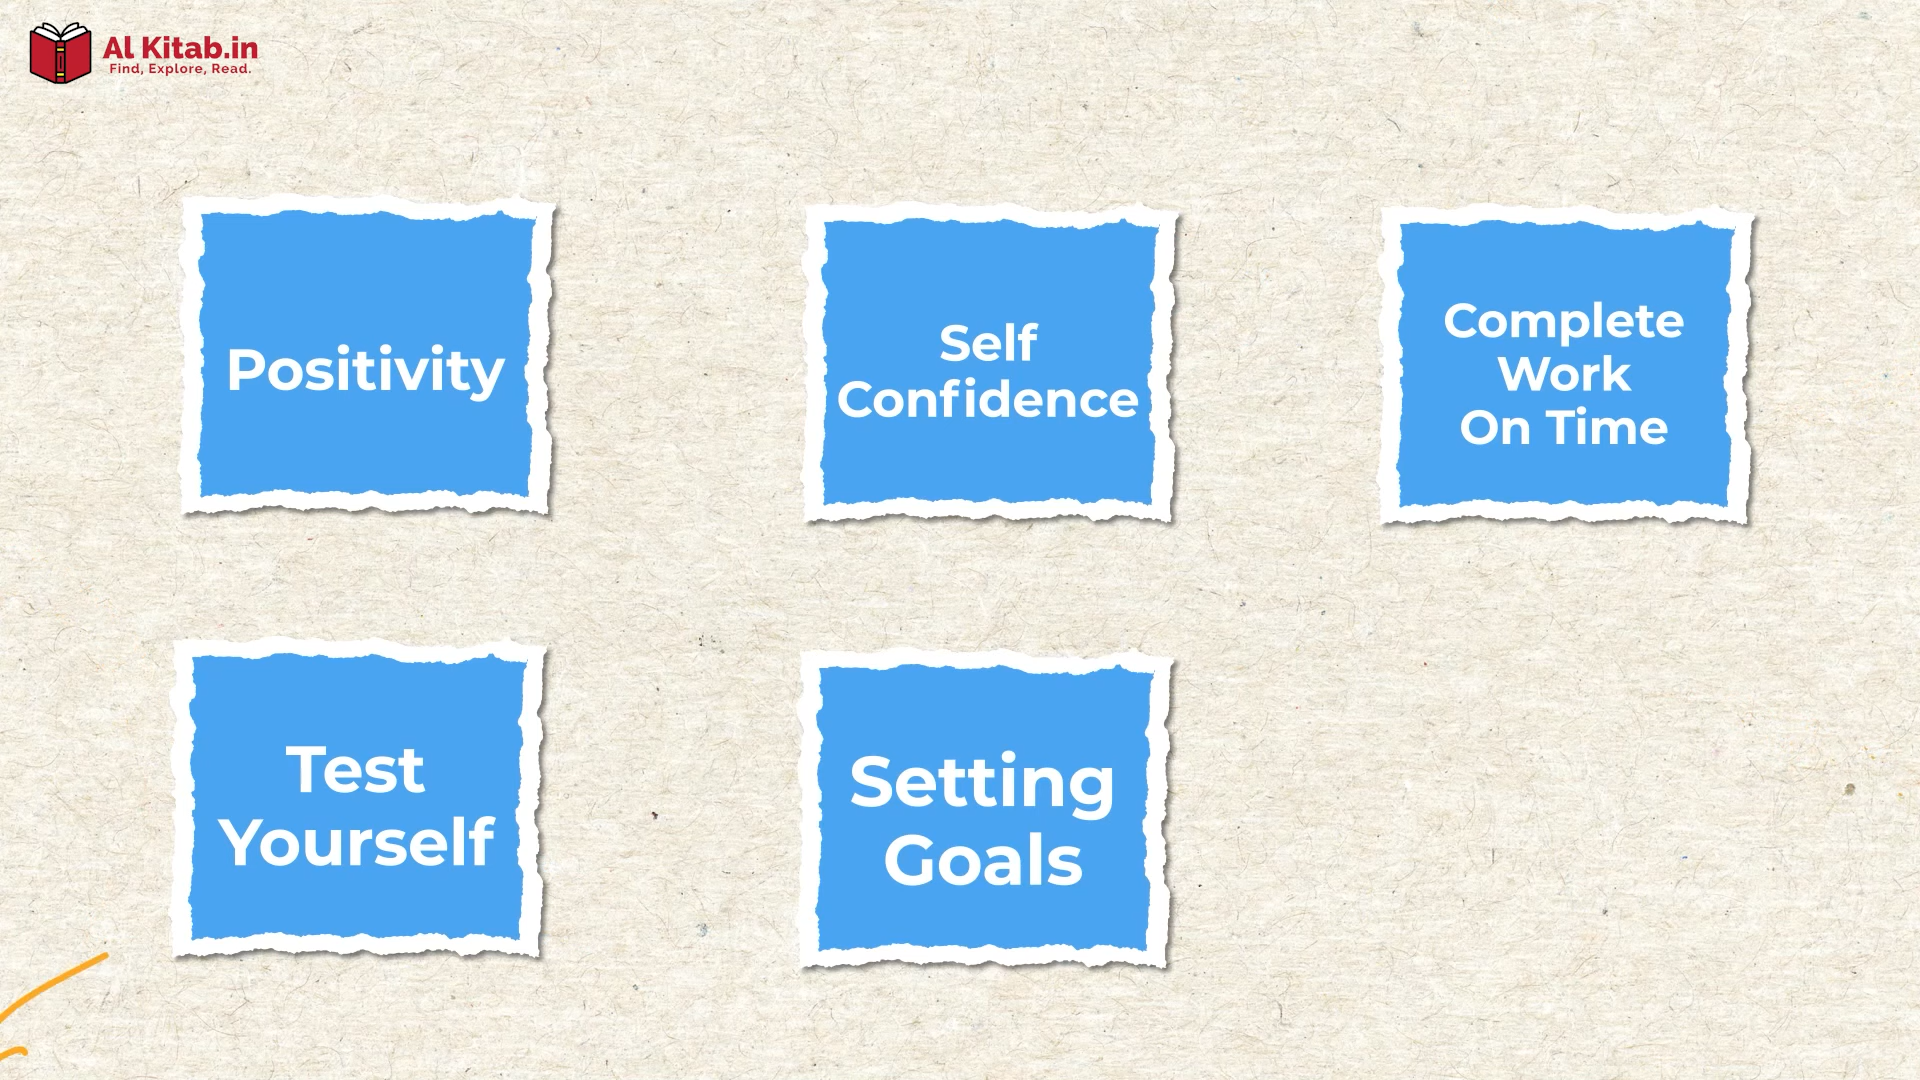 Al Kitab.in
Find, Explore, Read.
Positivity
Self
Confidence
Complete
Work
On Time
Test
Yourself
Setting
Goals